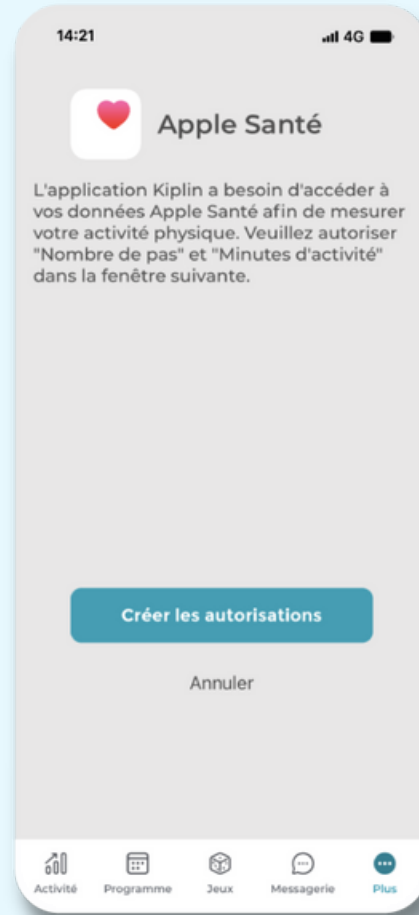 14:21
4G
Apple Santé
L'application Kiplin a besoin d'accéder à
vos données Apple Santé afin de mesurer
votre activité physique. Veuillez autoriser
"Nombre de pas" et "Minutes d'activité"
dans la fenêtre suivante.
Créer les autorisations
Annuler
Activité Programme Jeux Messagerie Plus